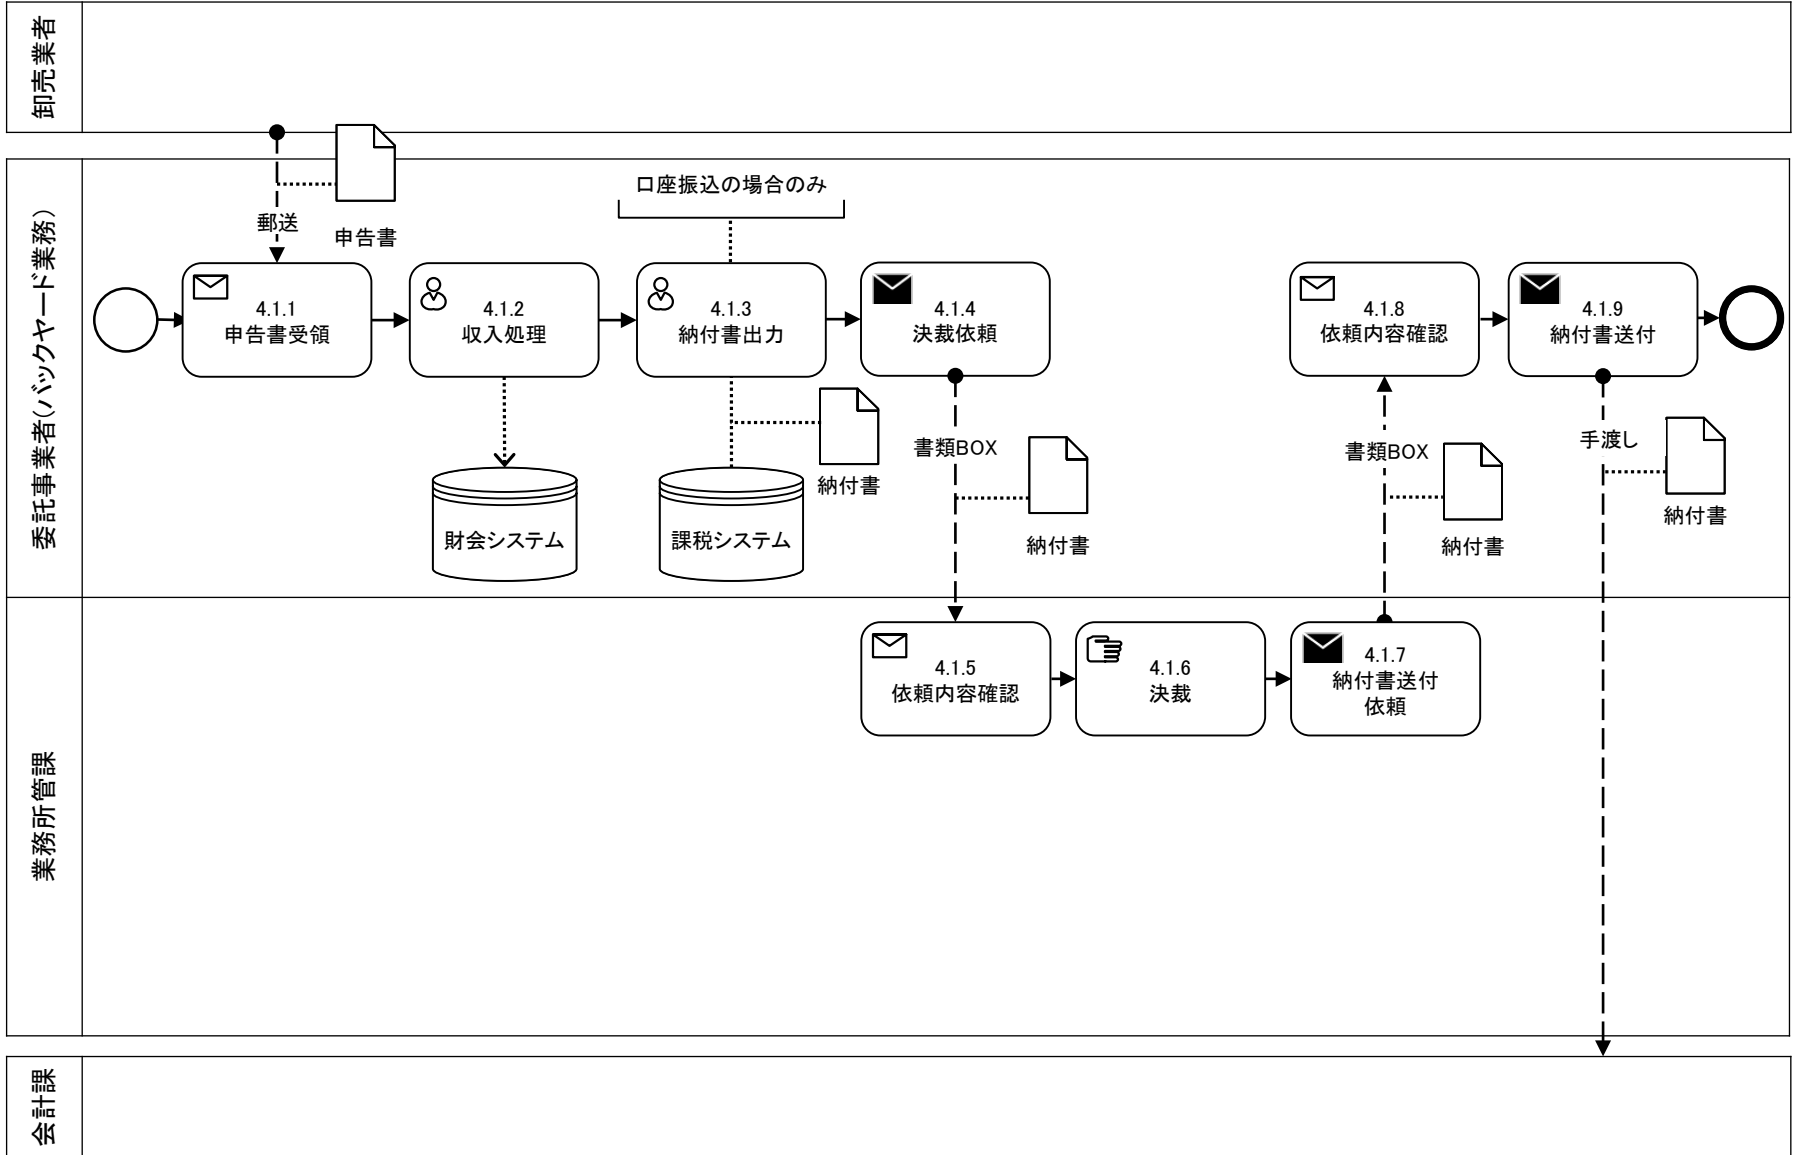 卸売業者
委託事業者(バックヤード業務)
業務所管課
会計課
郵送
申告書
口座振込の場合のみ
4.1.1
申告書受領
4.1.2
収入処理
4.1.3
納付書出力
4.1.4
決裁依頼
4.1.8
依頼内容確認
4.1.9
納付書送付
財会システム
課税システム
納付書
書類BOX
納付書
書類BOX
納付書
手渡し
納付書
4.1.5
依頼内容確認
4.1.6
決裁
4.1.7
納付書送付
依頼